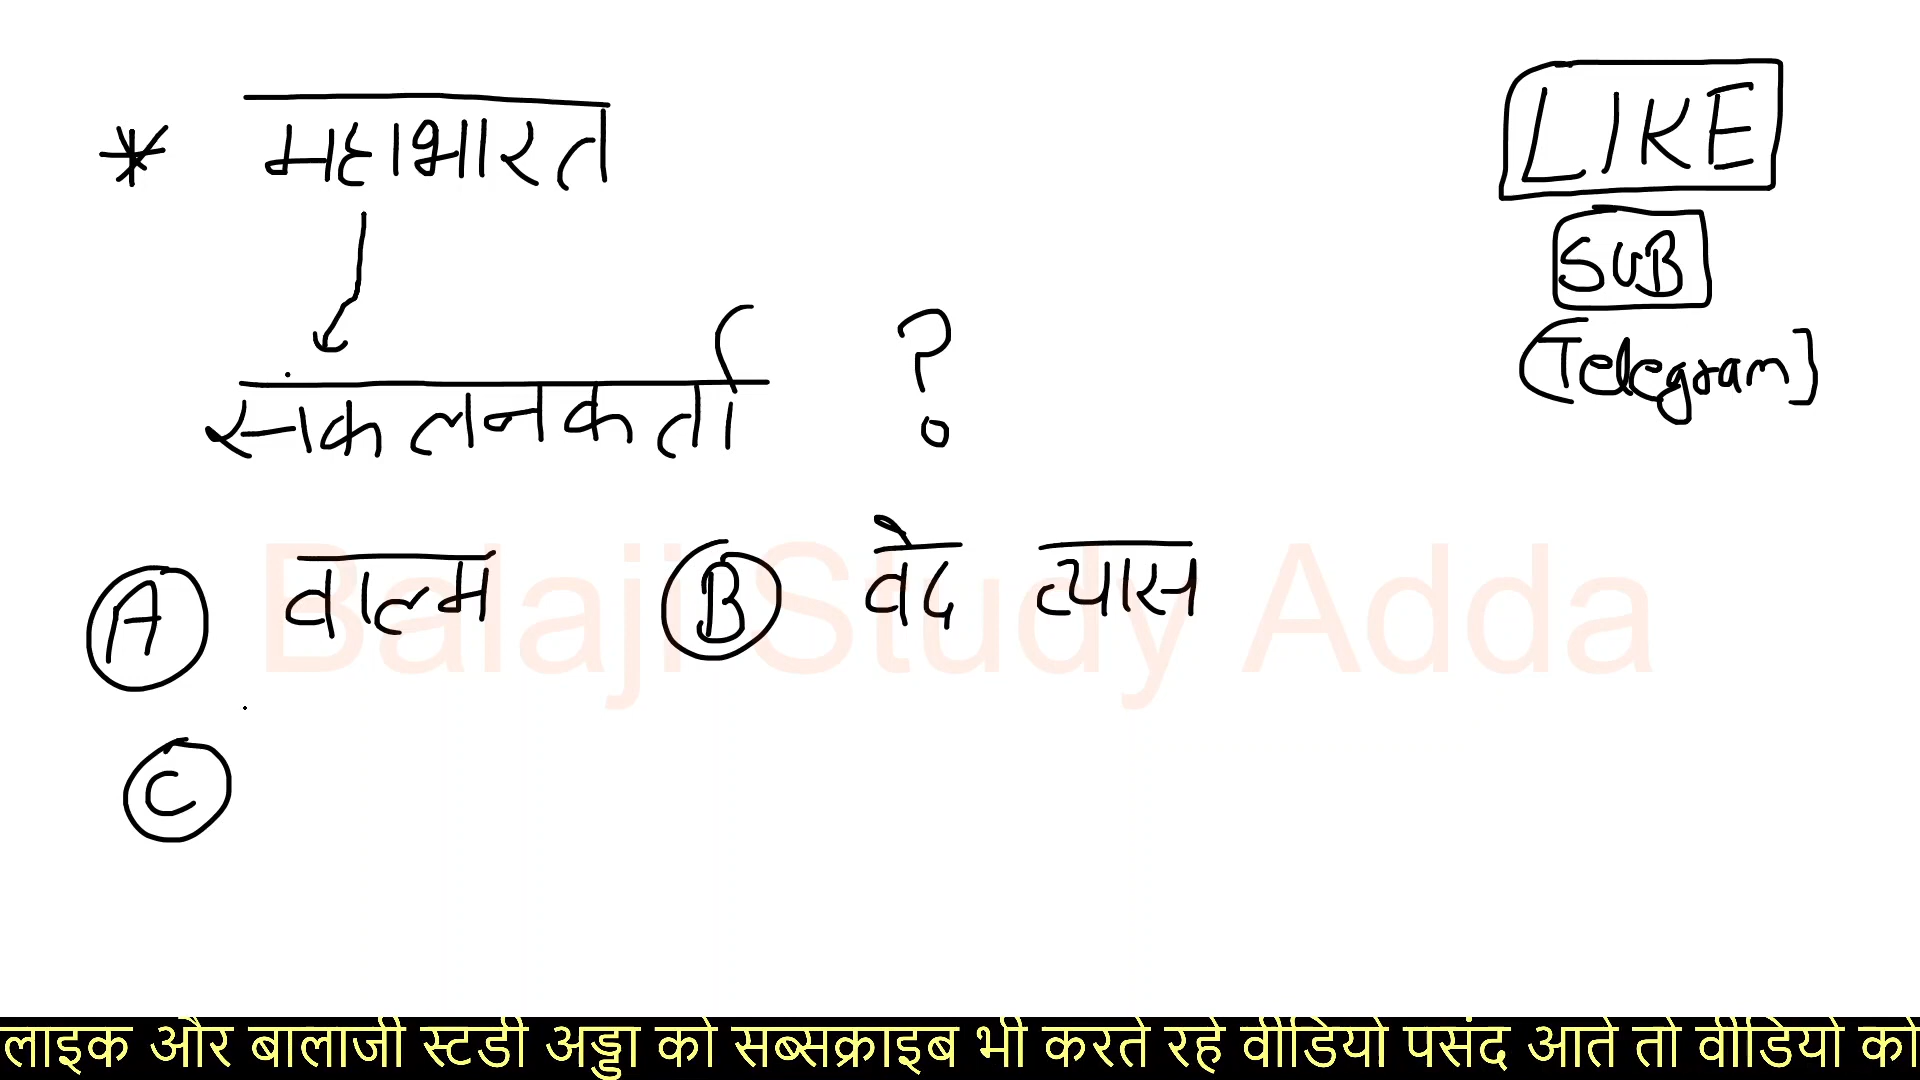 * महाभारत
LIKE
SUB
(Telegram]
संकलनकर्ता ?
A वाल्म B वेद व्यास
C
Balaji Study Adda
लाइक और बालाजी स्टडी अड्डा को सब्सक्राइब भी करते रहे वीडियो पसंद आते तो वीडियो को